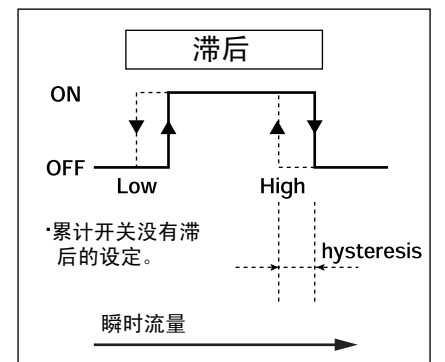 滞后
ON
OFF
Low High
·累计开关没有滞
后的设定。
hysteresis
瞬时流量